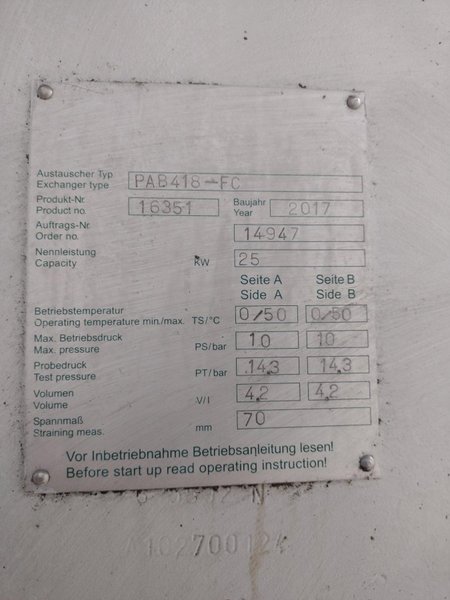 Austauscher Typ
Exchanger type PAB418-FC
Produkt-Nr.
Product no. 16351 Baujahr Year 2017
Auftrags-Nr.
Order no. 14947
Nennleistung
Capacity kW 25
Seite A Seite B
Side A Side B
Betriebstemperatur
Operating temperature min./max. TS/°C 0/50 0/50
Max. Betriebsdruck
Max. pressure PS/bar 10 10
Probedruck
Test pressure PT/bar 14,3 14,3
Volumen
Volume V/l 4,2 4,2
Spannmaß
Straining meas. mm 70
Vor Inbetriebnahme Betriebsanleitung lesen!
Before start up read operating instruction!
A102700124